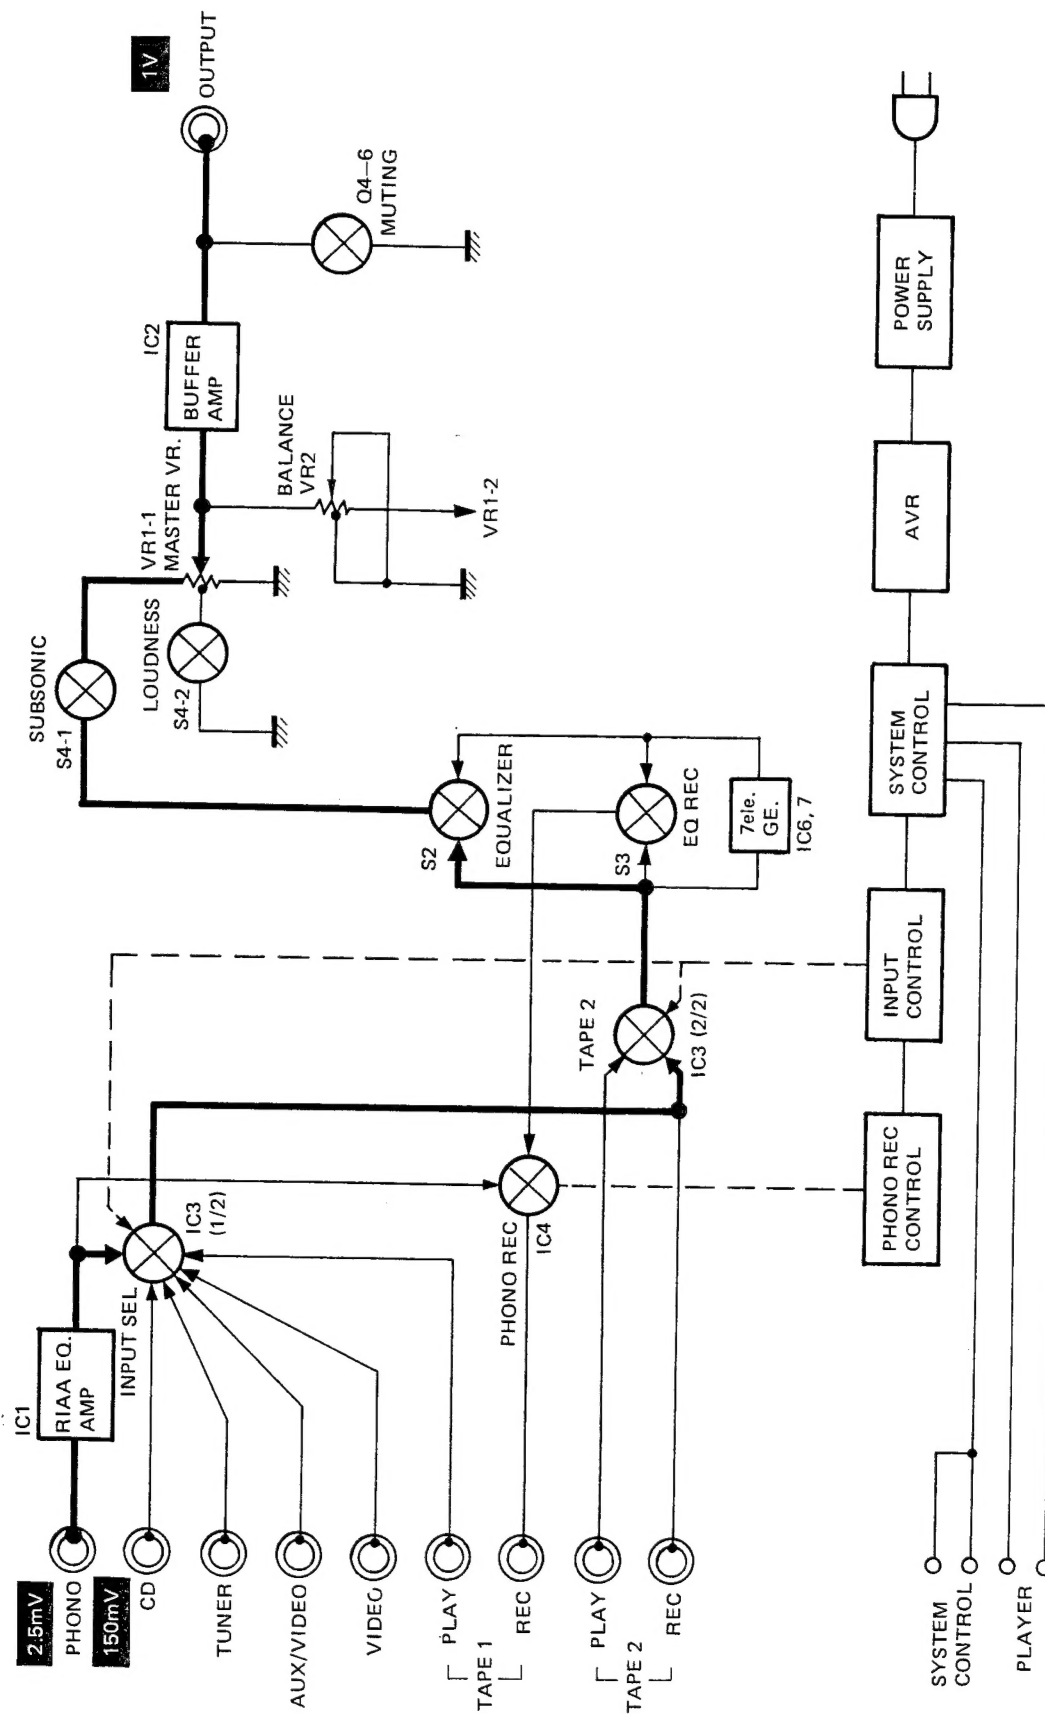 2.5mV
PHONO
150mV
CD
TUNER
AUX/VIDEO
VIDEO
PLAY
REC
TAPE 1
PLAY
REC
TAPE 2
SYSTEM
CONTROL
PLAYER
IC1
RIAA EQ.
AMP
INPUT SEL
IC3
(1/2)
PHONO REC
IC4
TAPE 2
IC3 (2/2)
S2
EQUALIZER
S3
EQ REC
7ele.
GE.
IC6, 7
SUBSONIC
S4-1
LOUDNESS
S4-2
VR1-1
MASTER VR.
BALANCE
VR2
VR1-2
IC2
BUFFER
AMP
Q4–6
MUTING
1V
OUTPUT
PHONO REC
CONTROL
INPUT
CONTROL
SYSTEM
CONTROL
AVR
POWER
SUPPLY